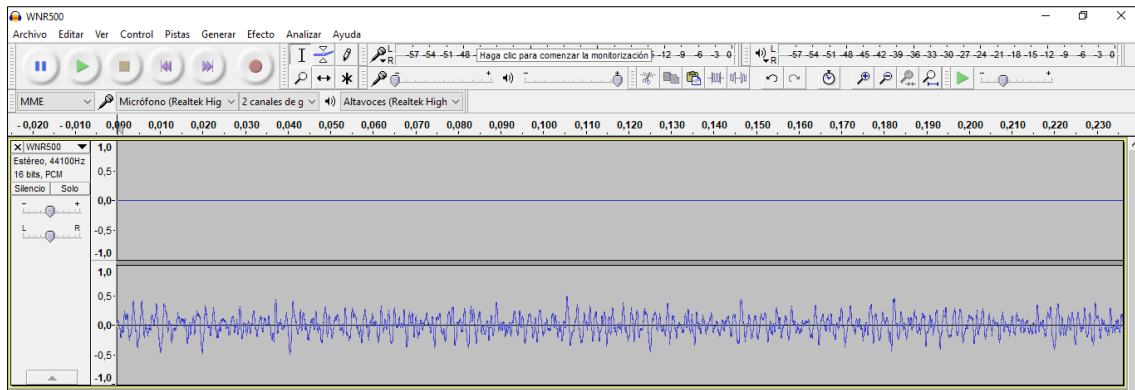 WNR500
Archivo Editar Ver Control Pistas Generar Efecto Analizar Ayuda
L R -57 -54 -51 -48 Haga clic para comenzar la monitorización -12 -9 -6 -3 0 L R -57 -54 -51 -48 -45 -42 -39 -36 -33 -30 -27 -24 -21 -18 -15 -12 -9 -6 -3 0
- + - + - +
MME Micrófono (Realtek Hig 2 canales de g Altavoces (Realtek High
-0,020 -0,010 0,000 0,010 0,020 0,030 0,040 0,050 0,060 0,070 0,080 0,090 0,100 0,110 0,120 0,130 0,140 0,150 0,160 0,170 0,180 0,190 0,200 0,210 0,220 0,230
X WNR500 1,0
Estéreo, 44100Hz
16 bits, PCM 0,5
Silencio Solo
- + 0,0
L R -0,5
-1,0
1,0
0,5
0,0
-0,5
-1,0